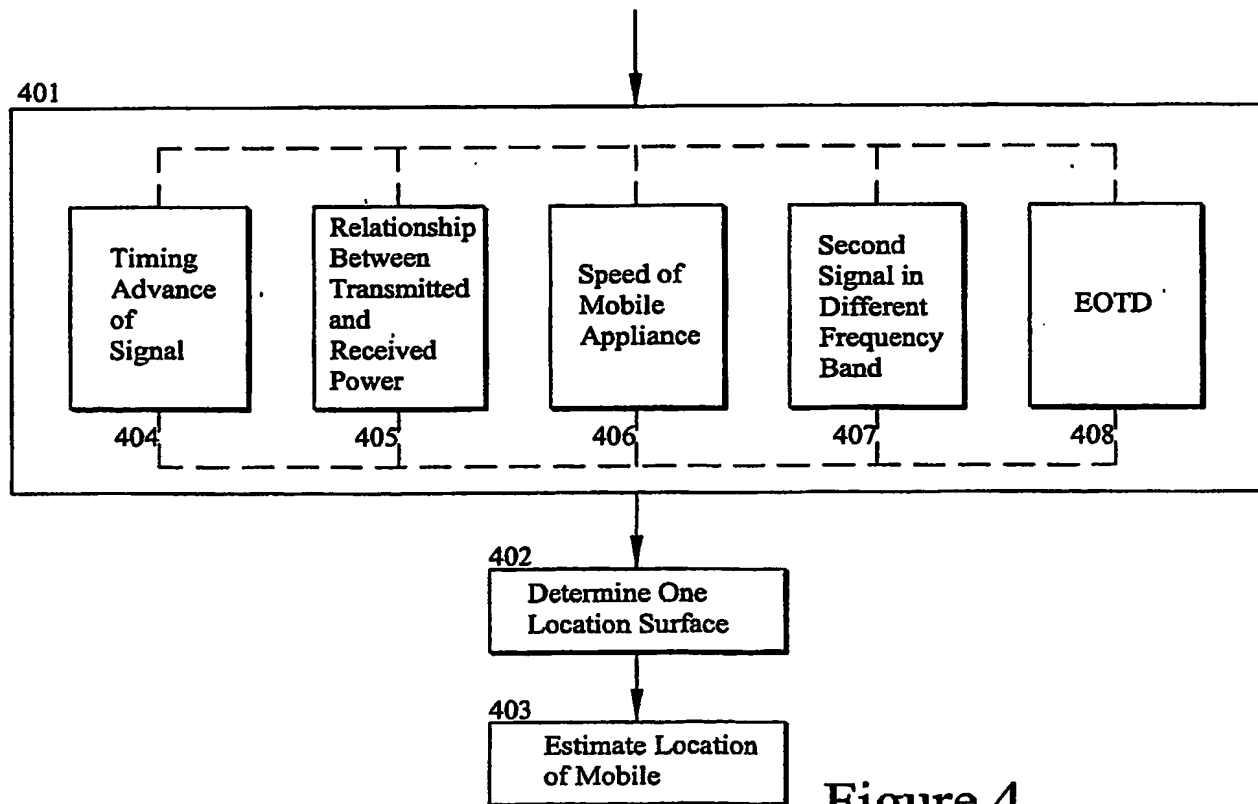 401
Timing
Advance
of
Signal
404
Relationship
Between
Transmitted
and
Received
Power
405
Speed of
Mobile
Appliance
406
Second
Signal in
Different
Frequency
Band
407
EOTD
408
402
Determine One
Location Surface
403
Estimate Location
of Mobile
Figure 4